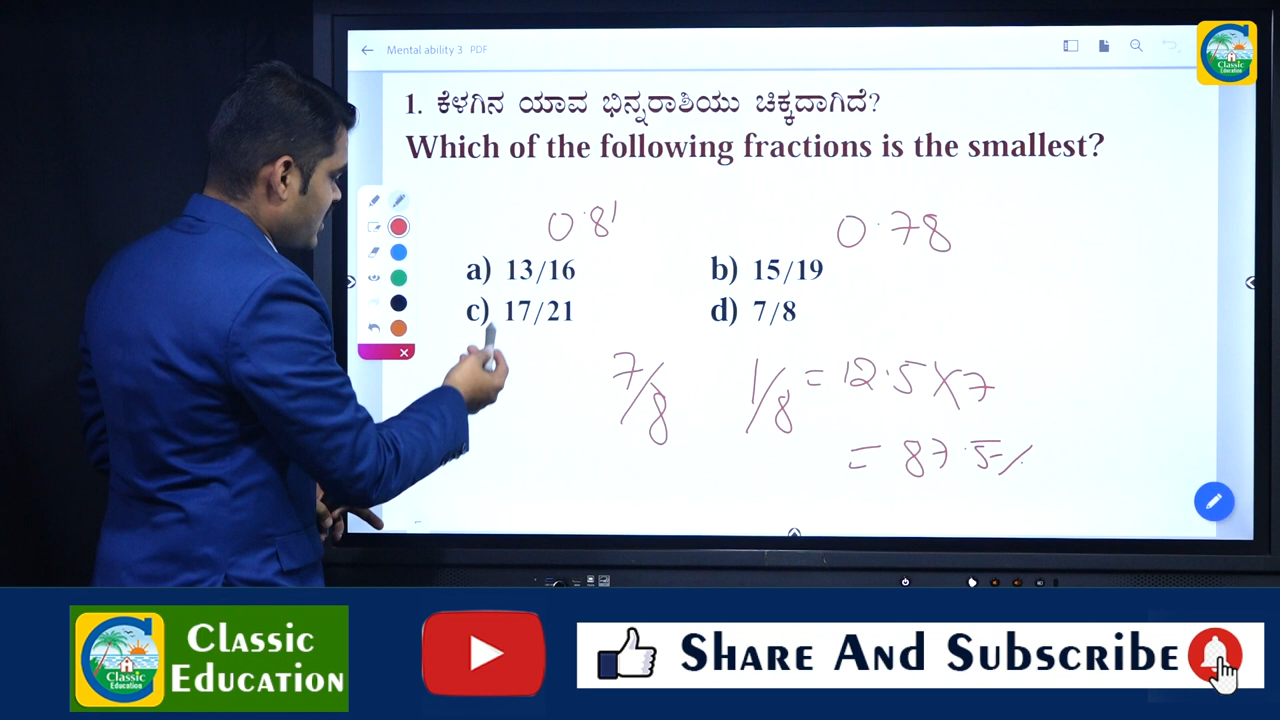 Mental ability 3 PDF
Classic
Education
1. ಕೆಳಗಿನ ಯಾವ ಭಿನ್ನರಾಶಿಯು ಚಿಕ್ಕದಾಗಿದೆ?
Which of the following fractions is the smallest?
0.81 0.78
a) 13/16 b) 15/19
c) 17/21 d) 7/8
7/8 1/8 = 12.5 x 7
= 87.5%
Classic
Education
Classic
Education
Share And Subscribe